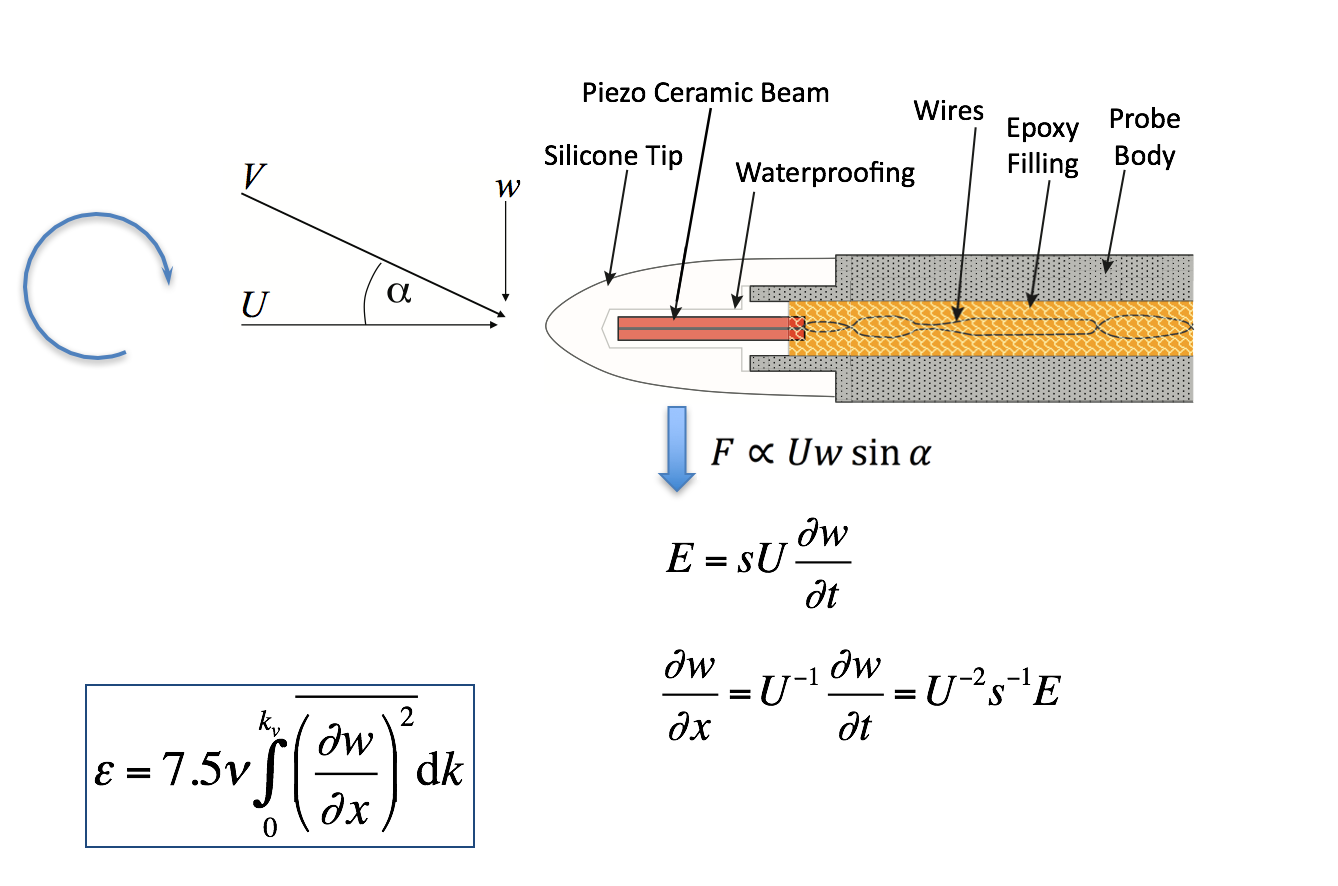 Piezo Ceramic Beam
Silicone Tip
Waterproofing
Wires
Epoxy
Filling
Probe
Body
V
w
α
U
F ∝ Uw sin α
E = sU ∂w/∂t
∂w/∂x = U⁻¹ ∂w/∂t = U⁻²s⁻¹E
ε = 7.5ν ∫₀^{k_ν} \overline{(∂w/∂x)²} dk